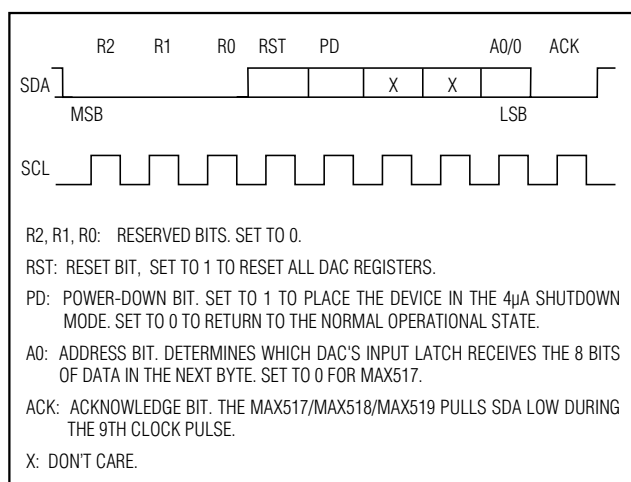 R2 R1 R0 RST PD A0/0 ACK
SDA X X
MSB LSB
SCL
R2, R1, R0: RESERVED BITS. SET TO 0.
RST: RESET BIT, SET TO 1 TO RESET ALL DAC REGISTERS.
PD: POWER-DOWN BIT. SET TO 1 TO PLACE THE DEVICE IN THE 4µA SHUTDOWN
MODE. SET TO 0 TO RETURN TO THE NORMAL OPERATIONAL STATE.
A0: ADDRESS BIT. DETERMINES WHICH DAC'S INPUT LATCH RECEIVES THE 8 BITS
OF DATA IN THE NEXT BYTE. SET TO 0 FOR MAX517.
ACK: ACKNOWLEDGE BIT. THE MAX517/MAX518/MAX519 PULLS SDA LOW DURING
THE 9TH CLOCK PULSE.
X: DON'T CARE.